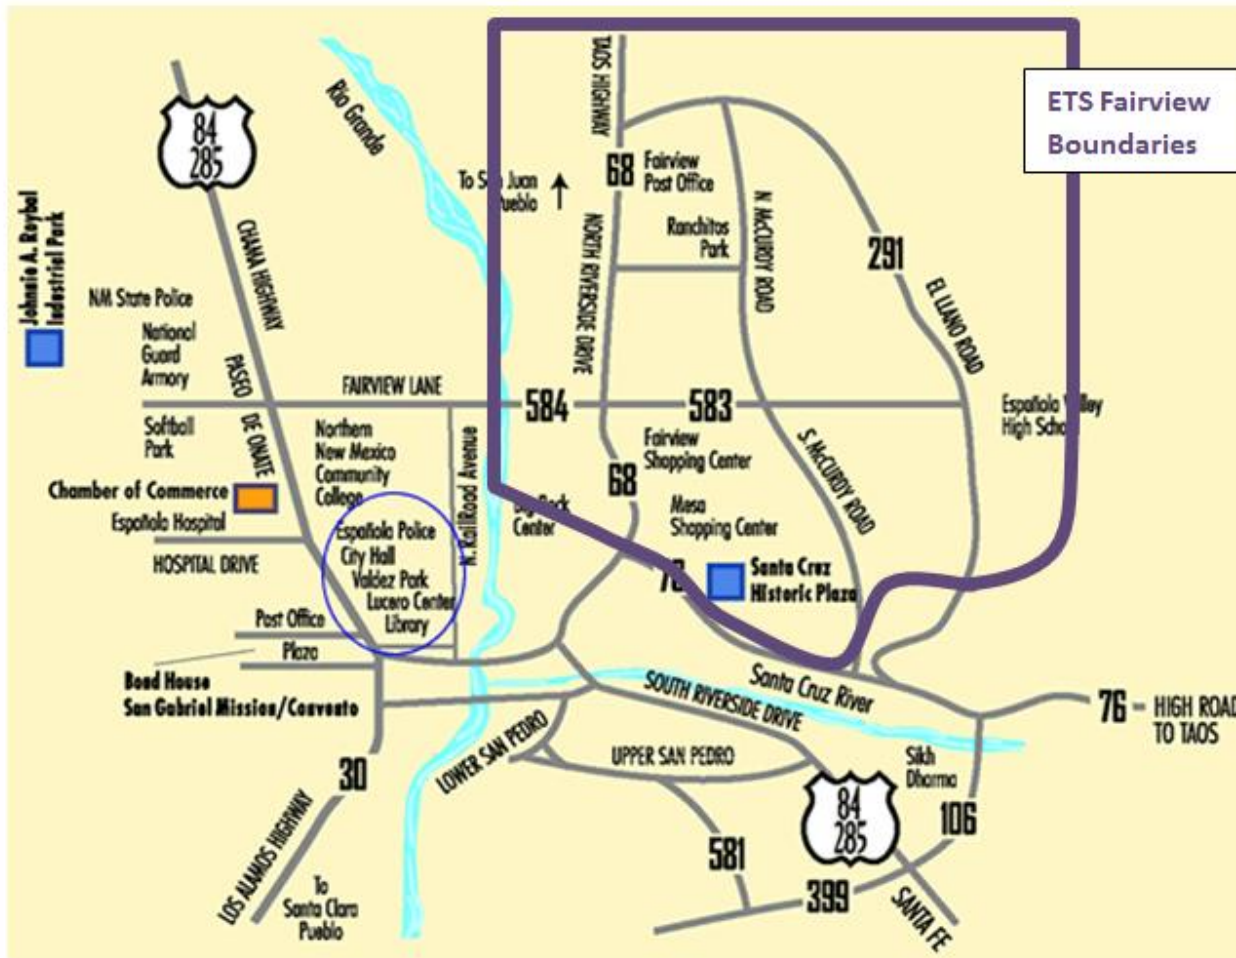 TAOS HIGHWAY
ETS Fairview
Boundaries
84
285
Rio Grande
68
Fairview
Post Office
To San Juan
Pueblo
Johnnie A. Roybal
Industrial Park
CHAMA HIGHWAY
NORTH RIVERSIDE DRIVE
Ranchitos
Park
N. McCURDY ROAD
291
EL LLANO ROAD
NM State Police
National
Guard
Armory
PASEO
DE ONATE
FAIRVIEW LANE
584
583
Española Valley
High School
Softball
Park
Northern
New Mexico
Community
College
N. RailRoad Avenue
Fairview
Shopping Center
S. McCURDY ROAD
68
Chamber of Commerce
Española Hospital
HOSPITAL DRIVE
Center
Mesa
Shopping Center
Española Police
City Hall
Valdez Park
Lucero Center
Library
Santa Cruz
Historic Plaza
Post Office
Plaza
Bond House
San Gabriel Mission/Convento
Santa Cruz River
SOUTH RIVERSIDE DRIVE
76
HIGH ROAD
TO TAOS
LOWER SAN PEDRO
UPPER SAN PEDRO
Sikh
Dharma
30
84
285
106
LOS ALAMOS HIGHWAY
581
399
SANTA FE
To
Santa Clara
Pueblo